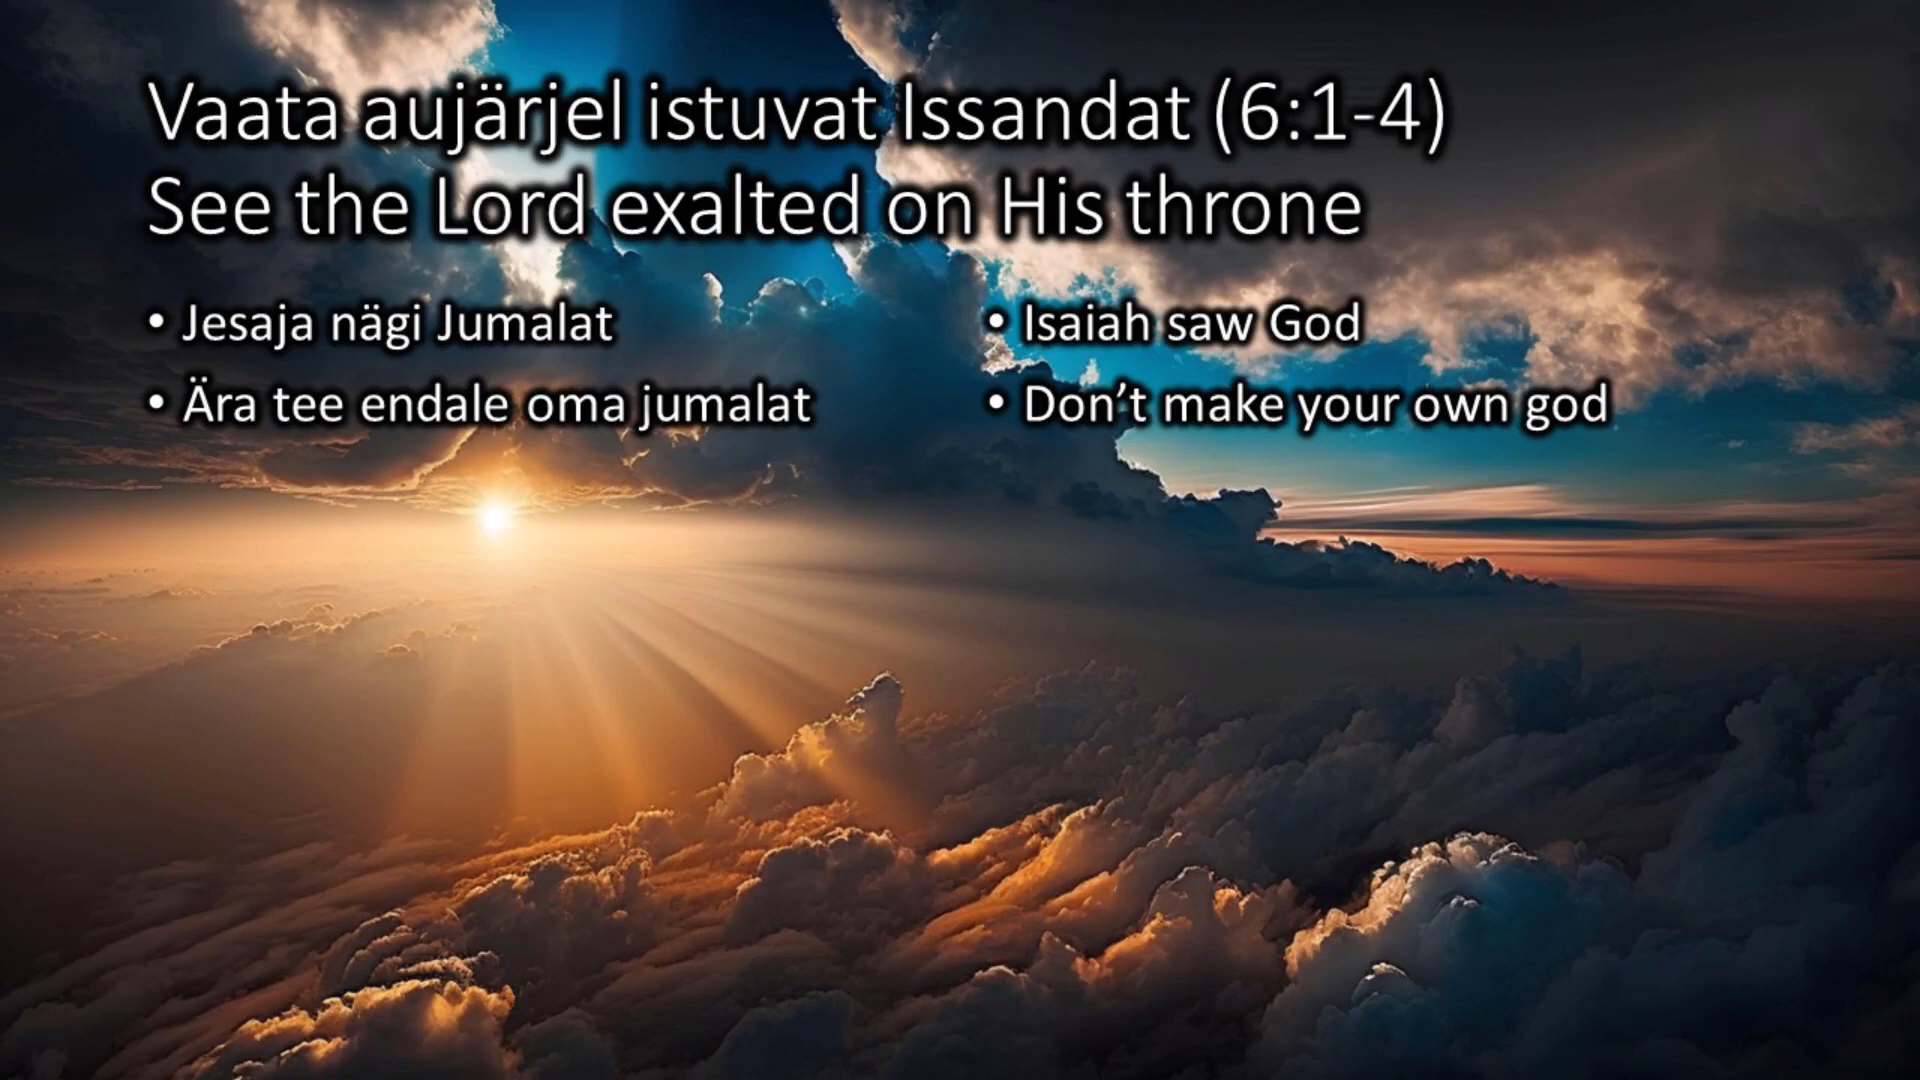 Vaata aujärjel istuvat Issandat (6:1-4)
See the Lord exalted on His throne
• Jesaja nägi Jumalat
• Ära tee endale oma jumalat
• Isaiah saw God
• Don’t make your own god